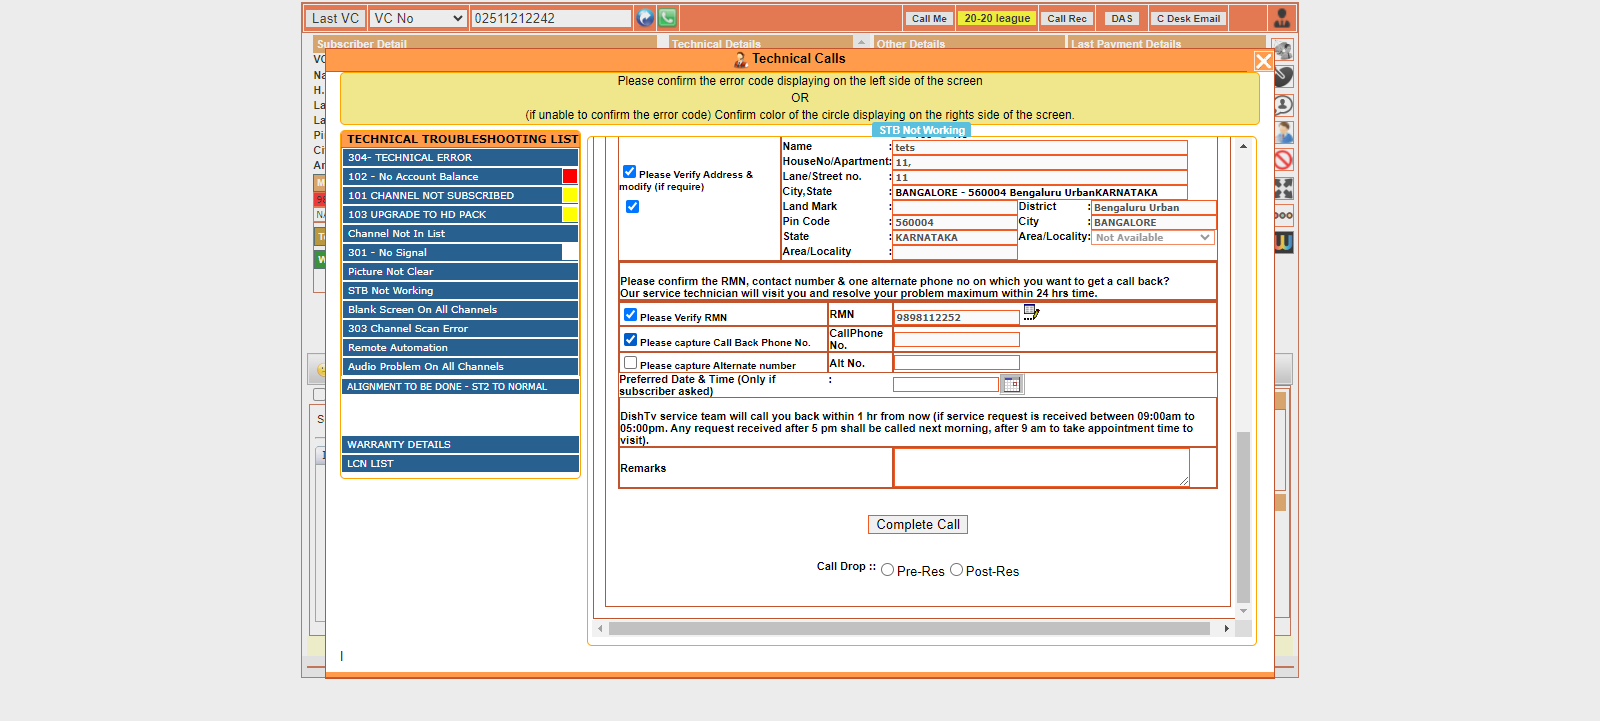 Last VC
VC No
02511212242
Call Me
20-20 league
Call Rec
DAS
C Desk Email
Subscriber Detail
Technical Details
Other Details
Last Payment Details
Technical Calls
Please confirm the error code displaying on the left side of the screen
OR
(if unable to confirm the error code) Confirm color of the circle displaying on the rights side of the screen.
TECHNICAL TROUBLESHOOTING LIST
304- TECHNICAL ERROR
102 - No Account Balance
101 CHANNEL NOT SUBSCRIBED
103 UPGRADE TO HD PACK
Channel Not In List
301 - No Signal
Picture Not Clear
STB Not Working
Blank Screen On All Channels
303 Channel Scan Error
Remote Automation
Audio Problem On All Channels
ALIGNMENT TO BE DONE - ST2 TO NORMAL
WARRANTY DETAILS
LCN LIST
STB Not Working
Please Verify Address &
modify (if require)
Name : tets
HouseNo/Apartment: 11,
Lane/Street no. : 11
City,State : BANGALORE - 560004 Bengaluru UrbanKARNATAKA
Land Mark : District : Bengaluru Urban
Pin Code : 560004 City : BANGALORE
State : KARNATAKA Area/Locality: Not Available
Area/Locality :
Please confirm the RMN, contact number & one alternate phone no on which you want to get a call back?
Our service technician will visit you and resolve your problem maximum within 24 hrs time.
Please Verify RMN RMN 9898112252
Please capture Call Back Phone No. CallPhone
No.
Please capture Alternate number Alt No.
Preferred Date & Time (Only if :
subscriber asked)
DishTv service team will call you back within 1 hr from now (if service request is received between 09:00am to
05:00pm. Any request received after 5 pm shall be called next morning, after 9 am to take appointment time to
visit).
Remarks
Complete Call
Call Drop :: Pre-Res Post-Res